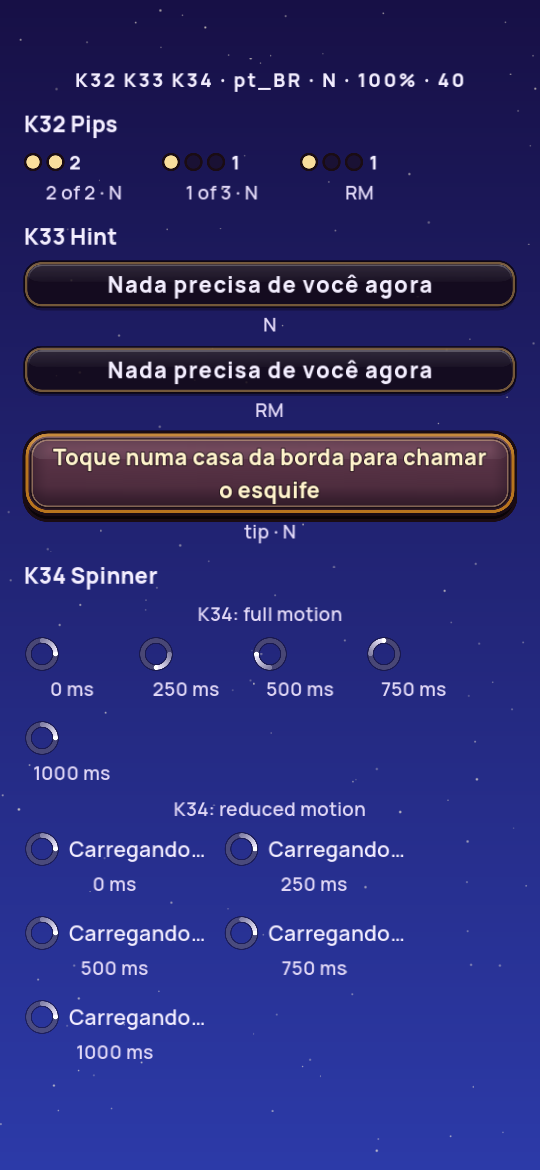 K32 K33 K34 · pt_BR · N · 100% · 40
K32 Pips
2 1 1
2 of 2 · N 1 of 3 · N RM
K33 Hint
Nada precisa de você agora
N
Nada precisa de você agora
RM
Toque numa casa da borda para chamar
o esquife
tip · N
K34 Spinner
K34: full motion
0 ms 250 ms 500 ms 750 ms
1000 ms
K34: reduced motion
Carregando… Carregando…
0 ms 250 ms
Carregando… Carregando…
500 ms 750 ms
Carregando…
1000 ms